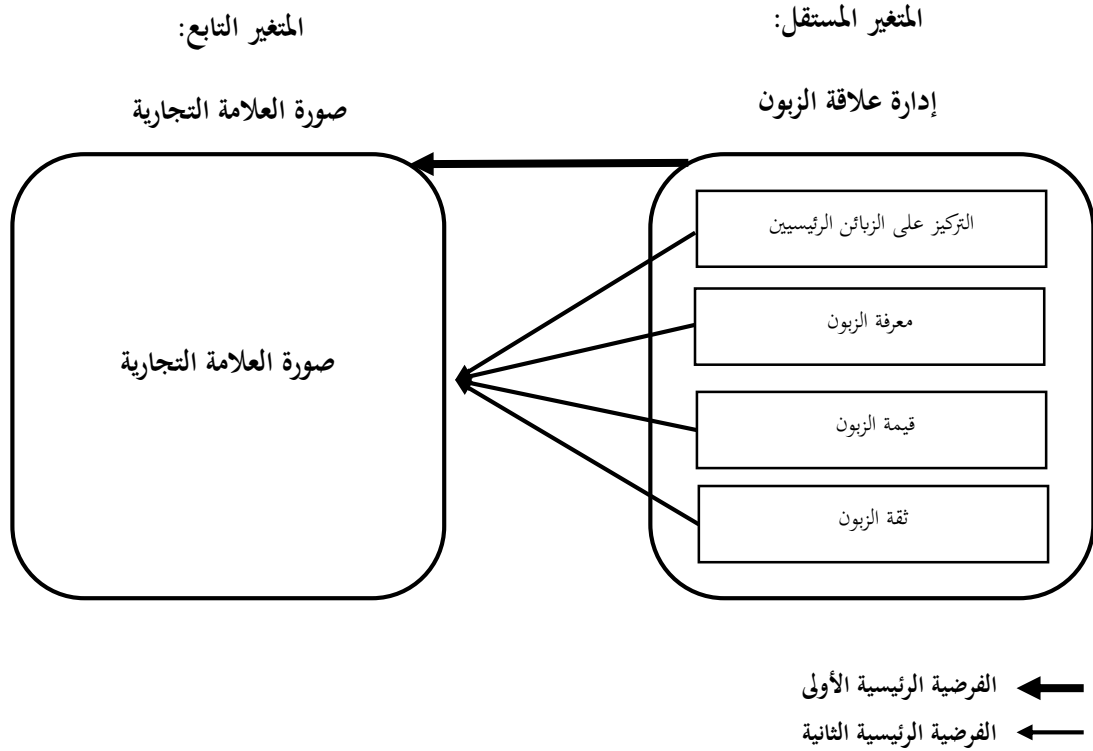 المتغير المستقل:
إدارة علاقة الزبون
المتغير التابع:
صورة العلامة التجارية
التركيز على الزبائن الرئيسيين
معرفة الزبون
قيمة الزبون
ثقة الزبون
صورة العلامة التجارية
الفرضية الرئيسية الأولى
الفرضية الرئيسية الثانية